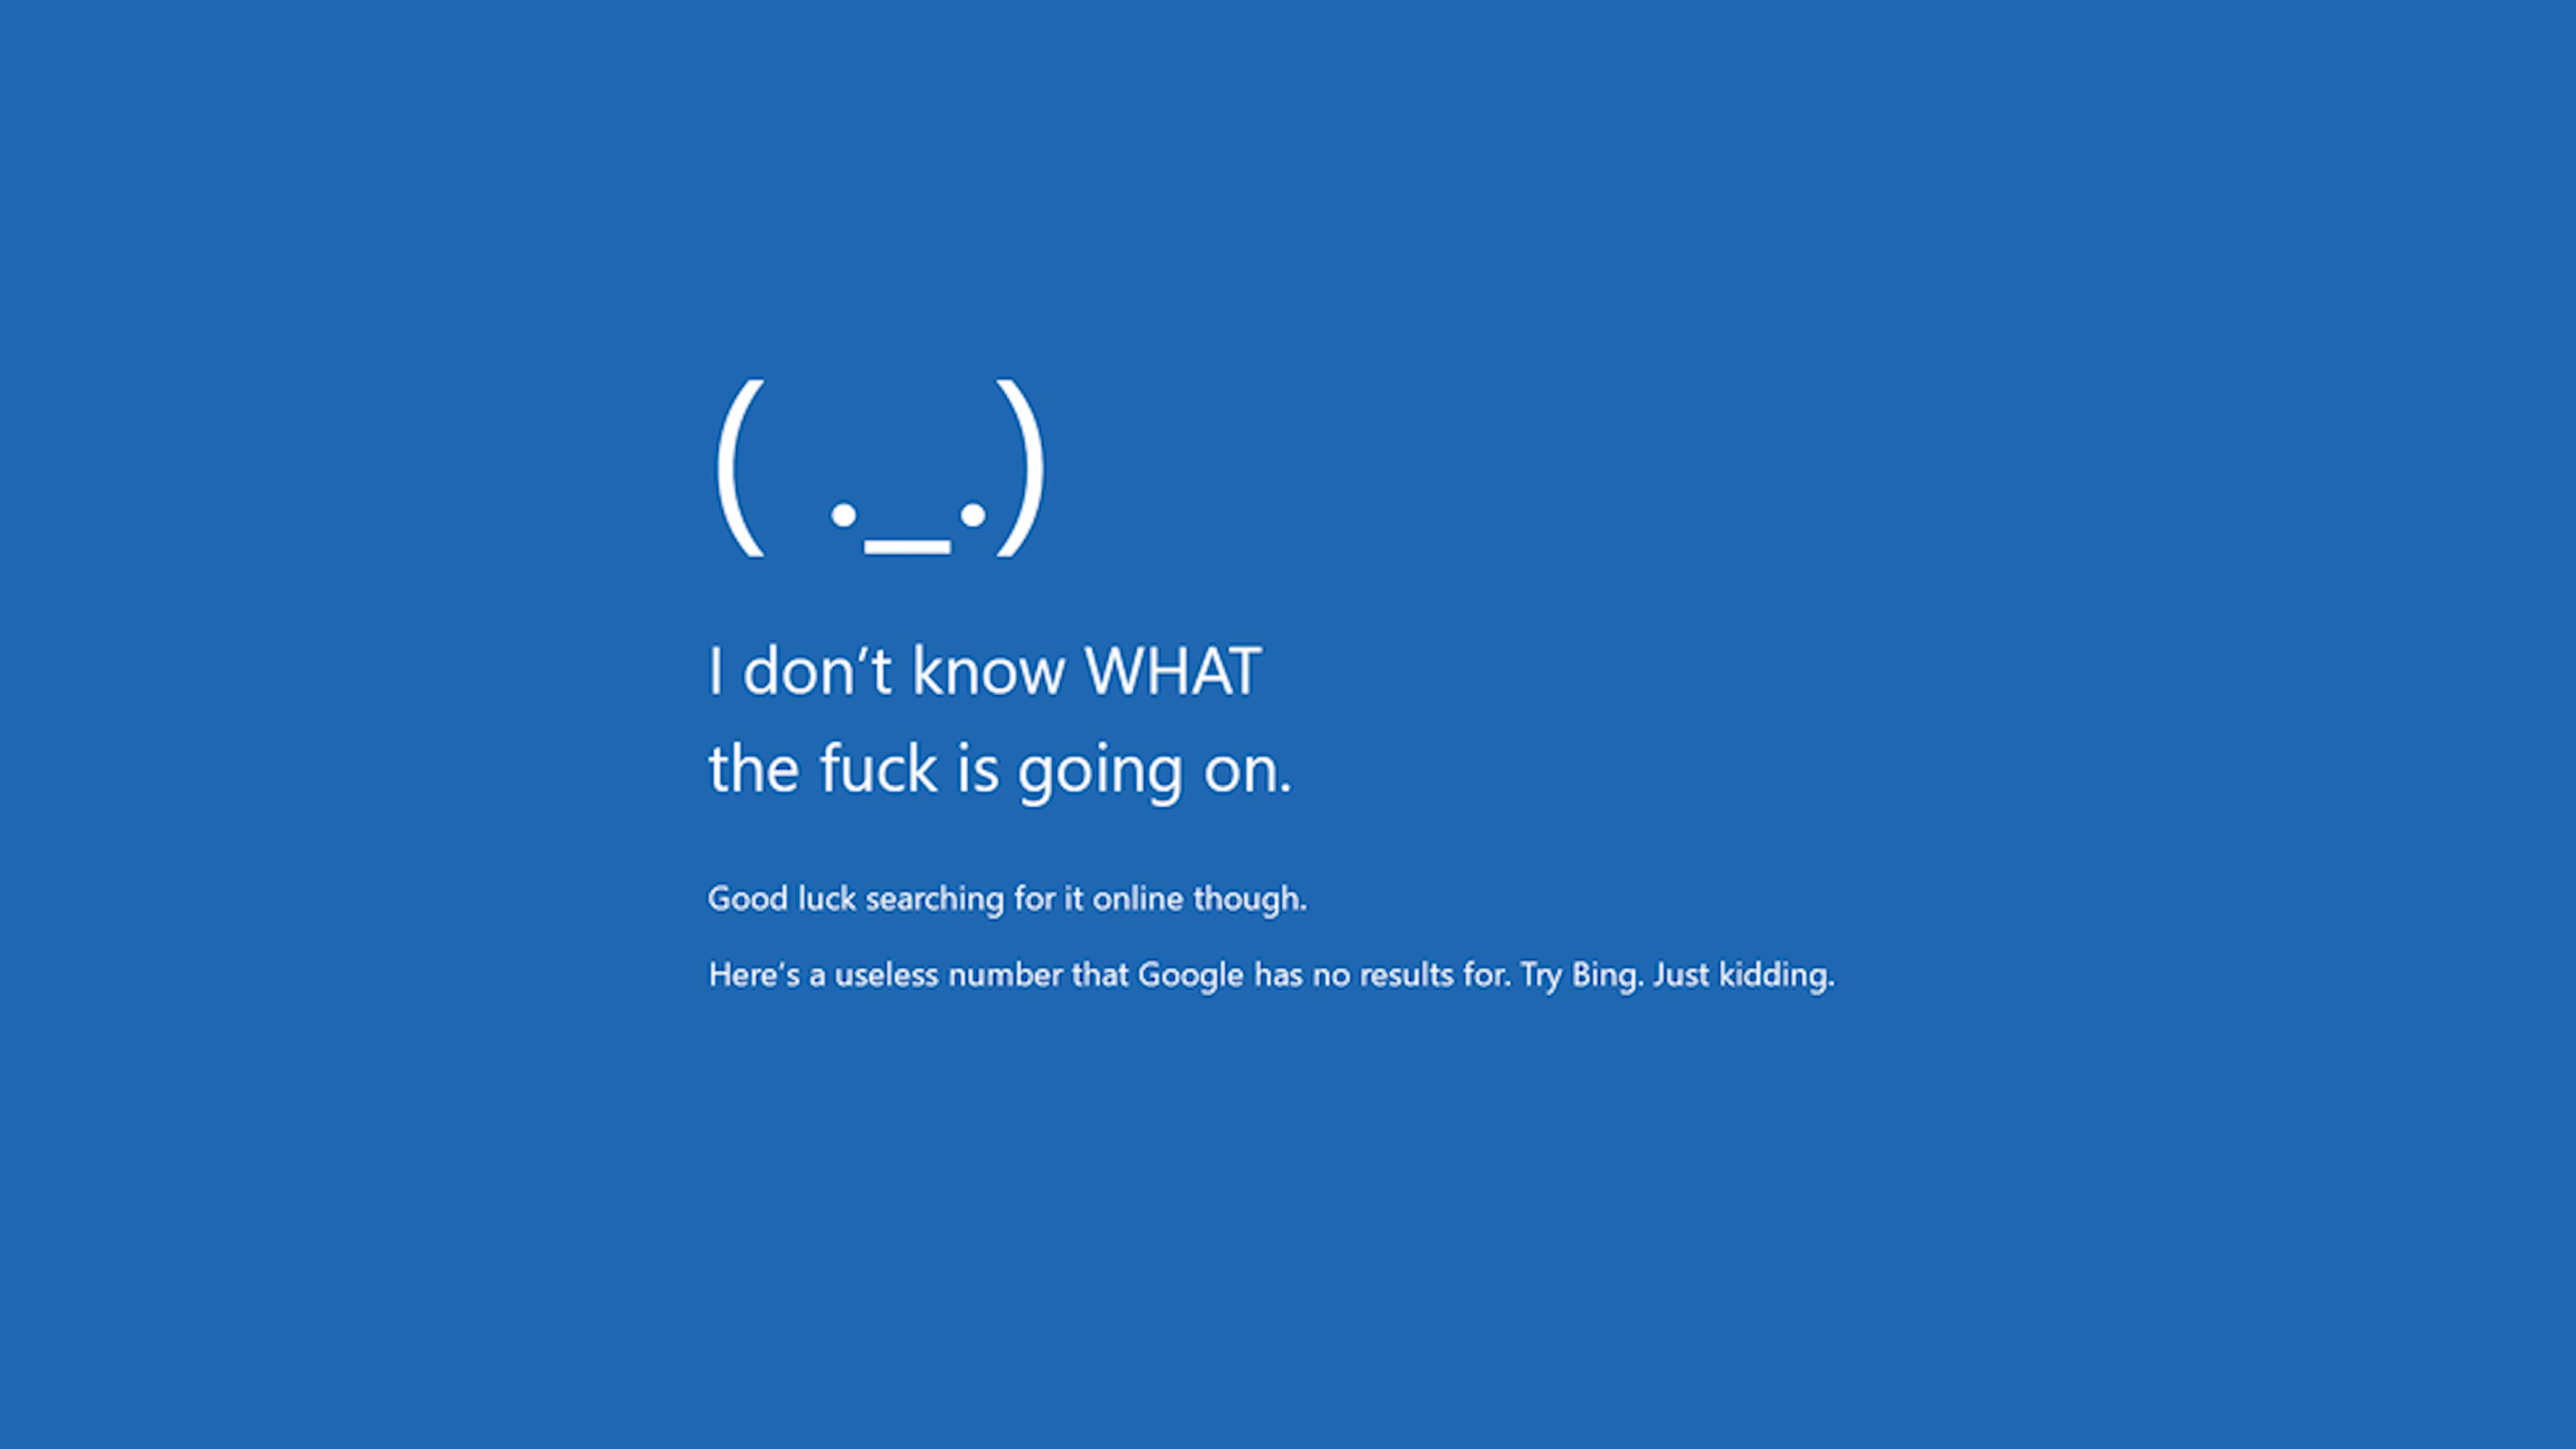 ( ._.)
I don’t know WHAT
the fuck is going on.
Good luck searching for it online though.
Here’s a useless number that Google has no results for. Try Bing. Just kidding.